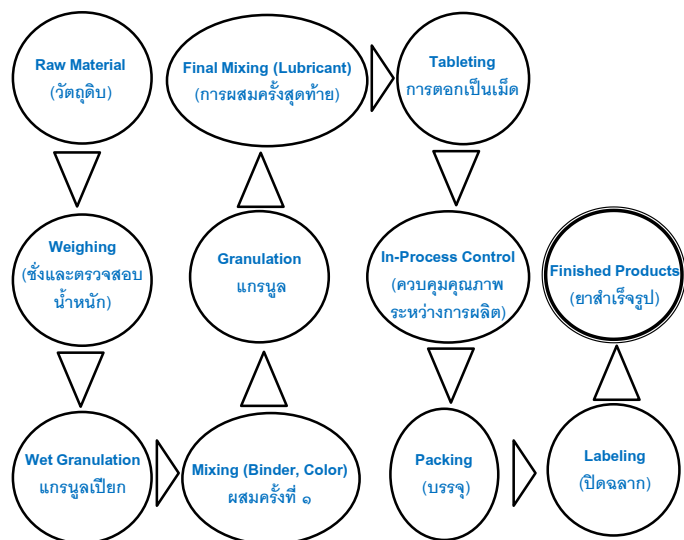 Raw Material
(วัตถุดิบ)
Weighing
(ชั่งและตรวจสอบ
น้ำหนัก)
Wet Granulation
แกรนูลเปียก
Mixing (Binder, Color)
ผสมครั้งที่ ๑
Granulation
แกรนูล
Final Mixing (Lubricant)
(การผสมครั้งสุดท้าย)
Tableting
การตอกเป็นเม็ด
In-Process Control
(ควบคุมคุณภาพ
ระหว่างการผลิต)
Packing
(บรรจุ)
Labeling
(ปิดฉลาก)
Finished Products
(ยาสำเร็จรูป)